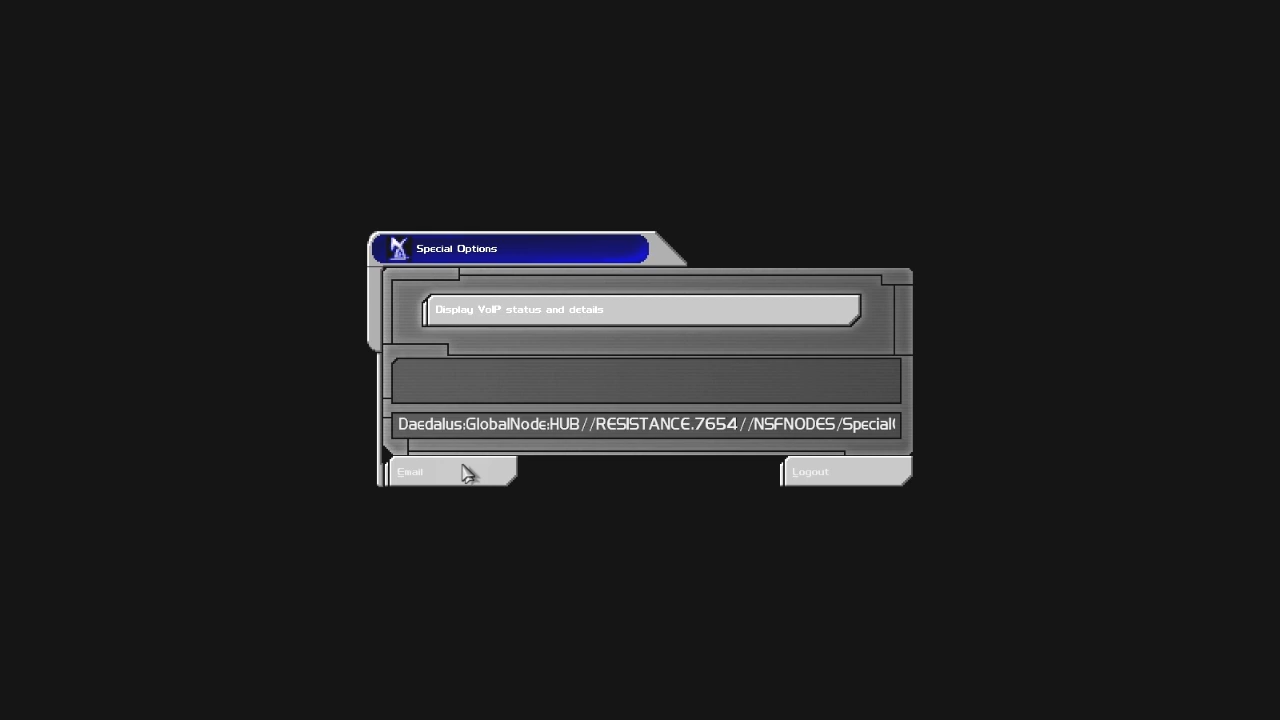 Special Options
Display VoIP status and details
Daedalus:GlobalNode:HUB//RESISTANCE.7654//NSFNODES/Special
Email
Logout